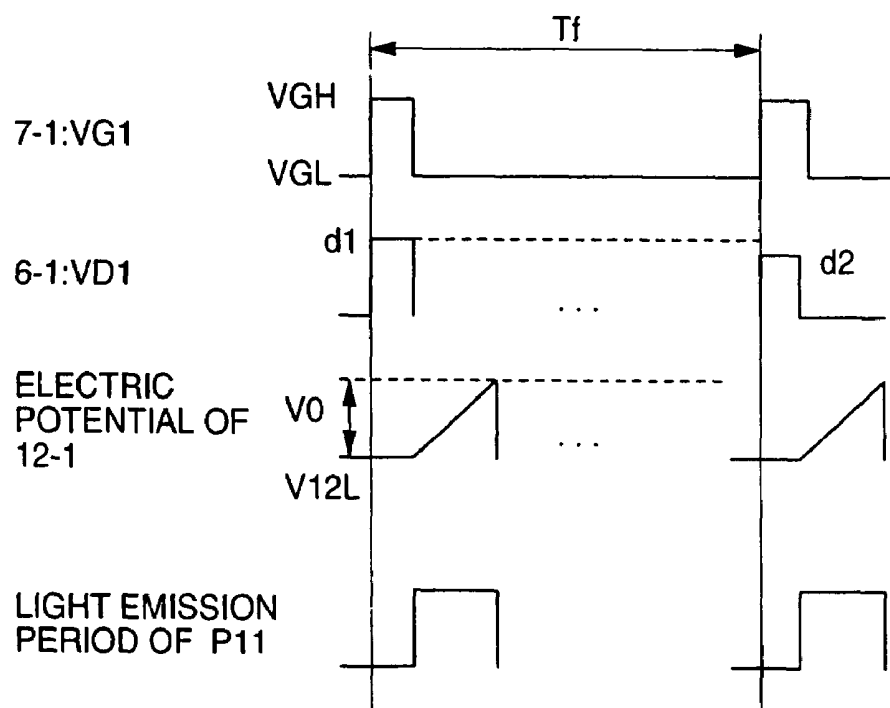 Tf
VGH
7-1:VG1
VGL
d1
d2
6-1:VD1
...
ELECTRIC
POTENTIAL OF
12-1
V0
...
V12L
LIGHT EMISSION
PERIOD OF P11